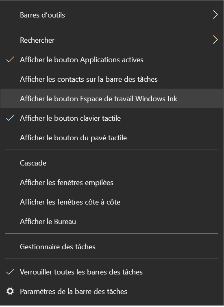 Barres d'outils
Rechercher
Afficher le bouton Applications actives
Afficher les contacts sur la barre des tâches
Afficher le bouton Espace de travail Windows Ink
Afficher le bouton clavier tactile
Afficher le bouton du pavé tactile
Cascade
Afficher les fenêtres empilées
Afficher les fenêtres côte à côte
Afficher le Bureau
Gestionnaire des tâches
Verrouiller toutes les barres des tâches
Paramètres de la barre des tâches